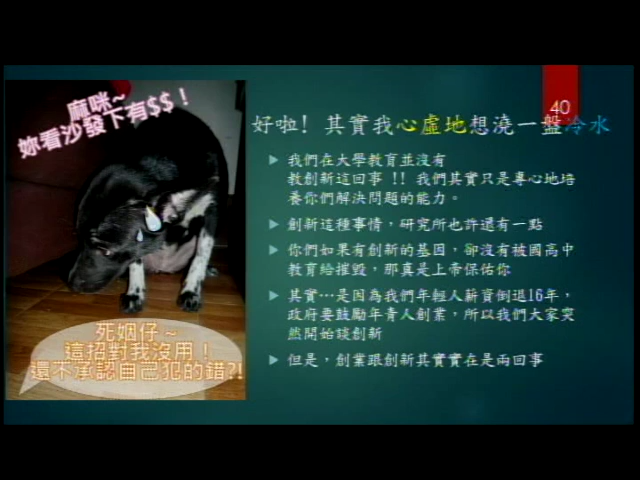 麻咪~
妳看沙發下有$$!
死姻仔~
這招對我沒用!
還不承認自己犯的錯?!
40
好啦! 其實我心虛地想澆一盤冷水
我們在大學教育並沒有
教創新這回事 !! 我們其實只是專心地培
養你們解決問題的能力。
創新這種事情,研究所也許還有一點
你們如果有創新的基因,卻沒有被國高中
教育給摧毀,那真是上帝保佑你
其實…是因為我們年輕人薪資倒退16年,
政府要鼓勵年青人創業,所以我們大家突
然開始談創新
但是,創業跟創新其實實在是兩回事